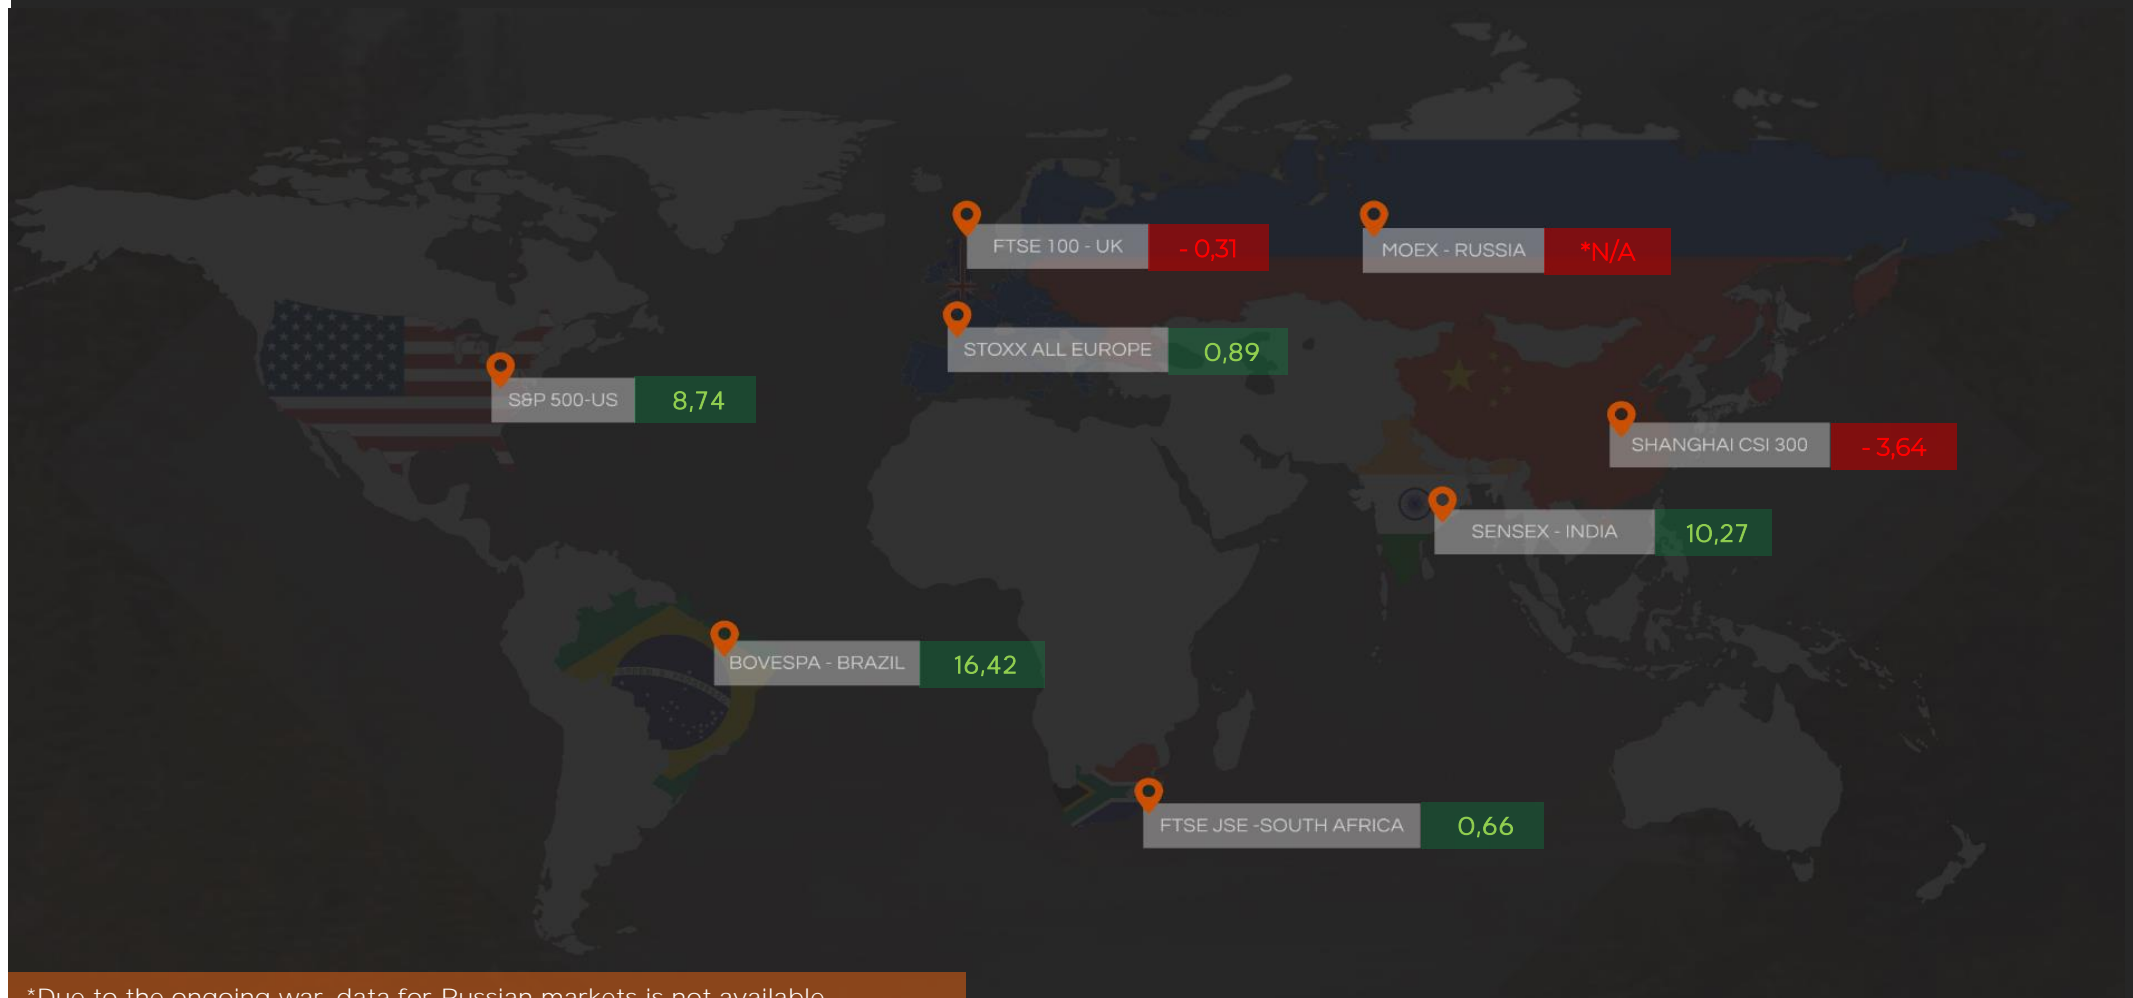 FTSE 100 - UK - 0,31
MOEX - RUSSIA *N/A
STOXX ALL EUROPE 0,89
S&P 500-US 8,74
SHANGHAI CSI 300 - 3,64
SENSEX - INDIA 10,27
BOVESPA - BRAZIL 16,42
FTSE JSE -SOUTH AFRICA 0,66
*Due to the ongoing war, data for Russian markets is not available